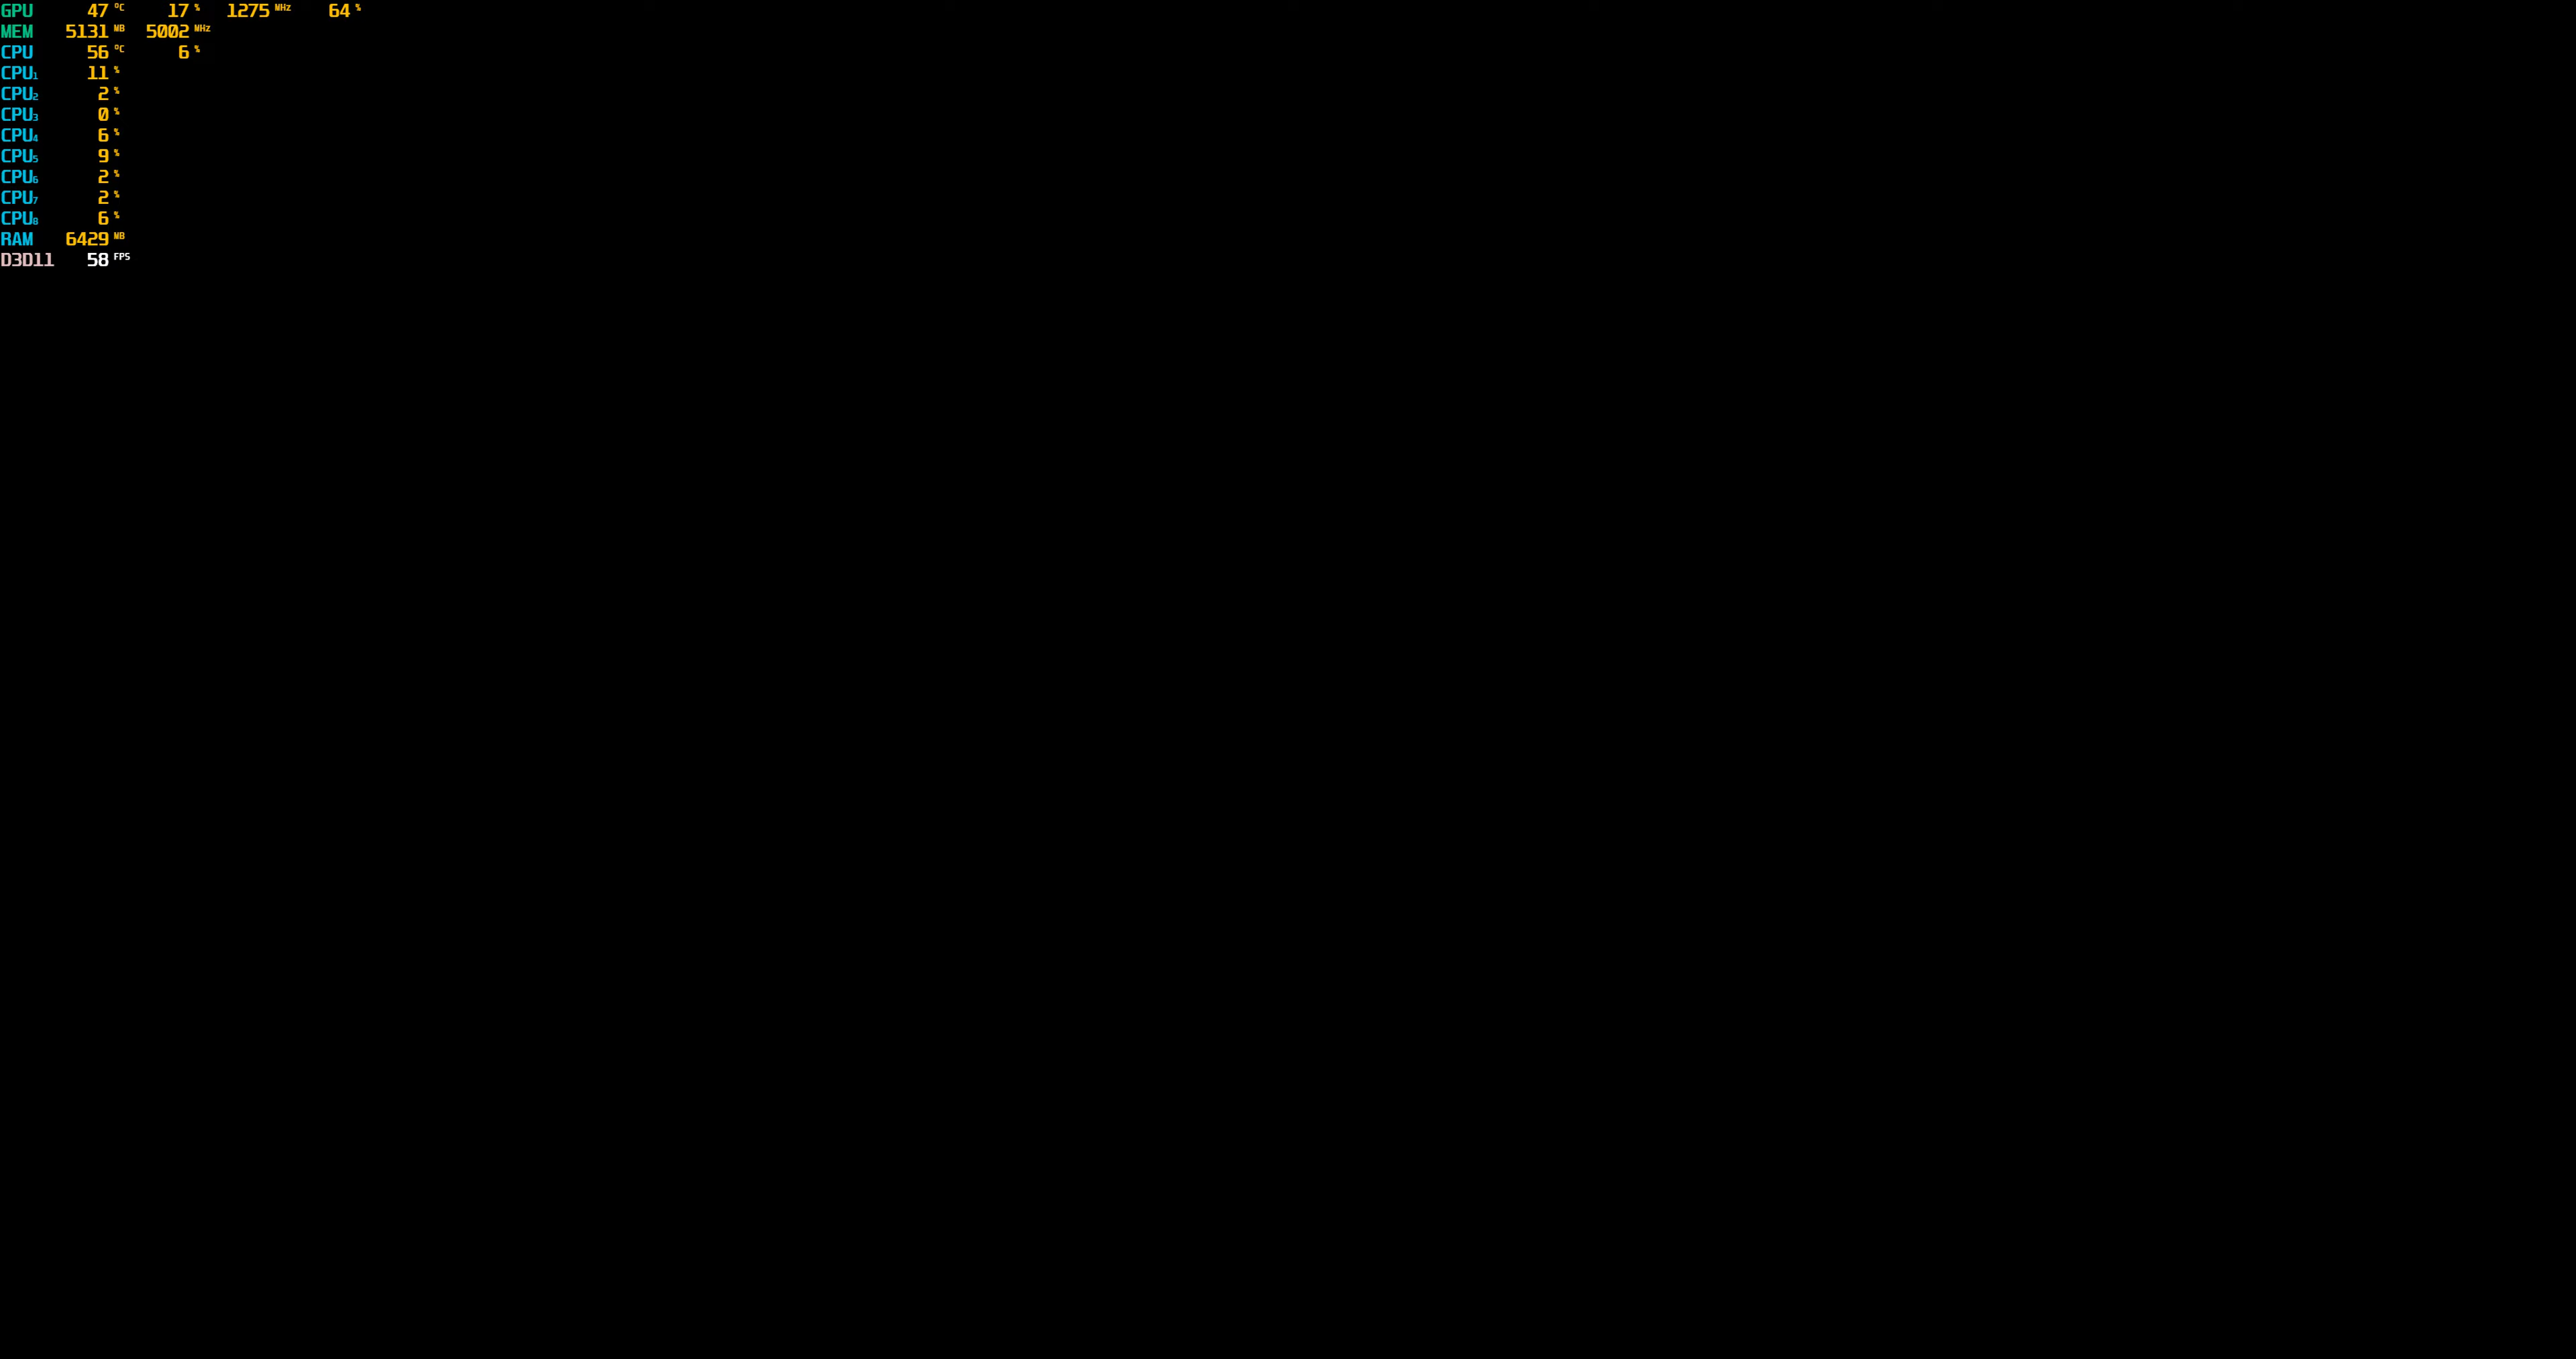 GPU 47 °C 17 % 1275 MHz 64 %
MEM 5131 MB 5002 MHz
CPU 56 °C 6 %
CPU1 11 %
CPU2 2 %
CPU3 0 %
CPU4 6 %
CPU5 9 %
CPU6 2 %
CPU7 2 %
CPU8 6 %
RAM 6429 MB
D3D11 58 FPS